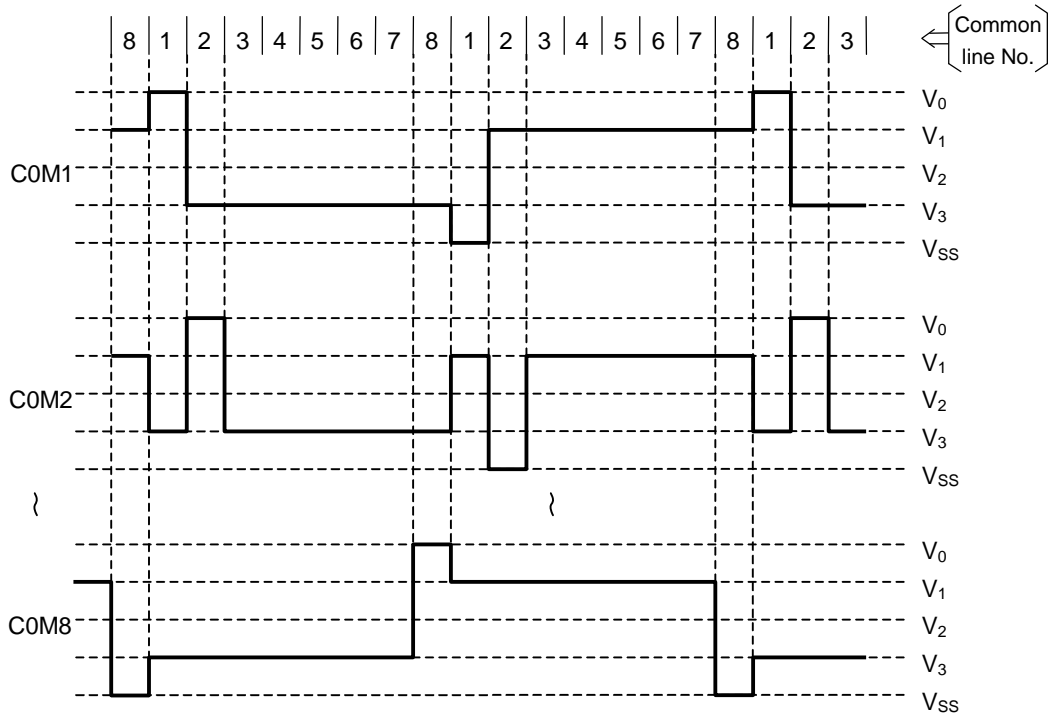 8 | 1 | 2 | 3 | 4 | 5 | 6 | 7 | 8 | 1 | 2 | 3 | 4 | 5 | 6 | 7 | 8 | 1 | 2 | 3
Common
line No.
V0
V1
C0M1
V2
V3
VSS
V0
V1
C0M2
V2
V3
VSS
V0
V1
C0M8
V2
V3
VSS